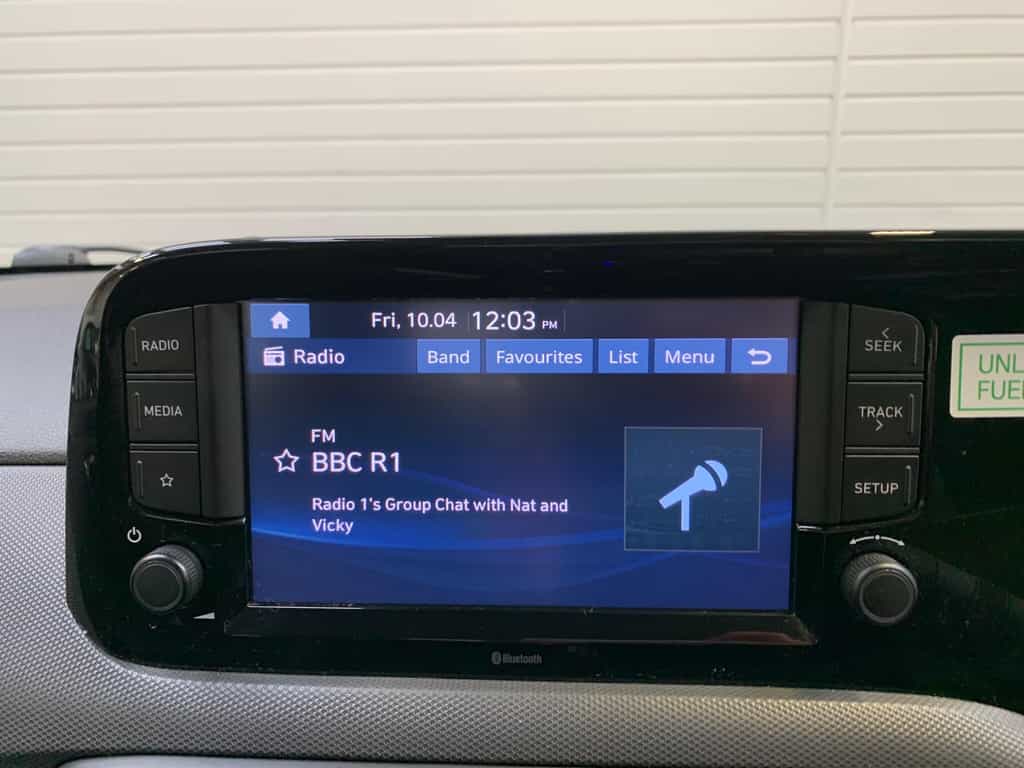 Fri, 10.04 12:03 PM
RADIO
Radio Band Favourites List Menu
SEEK
MEDIA
TRACK
FM
BBC R1
SETUP
Radio 1's Group Chat with Nat and
Vicky
Bluetooth